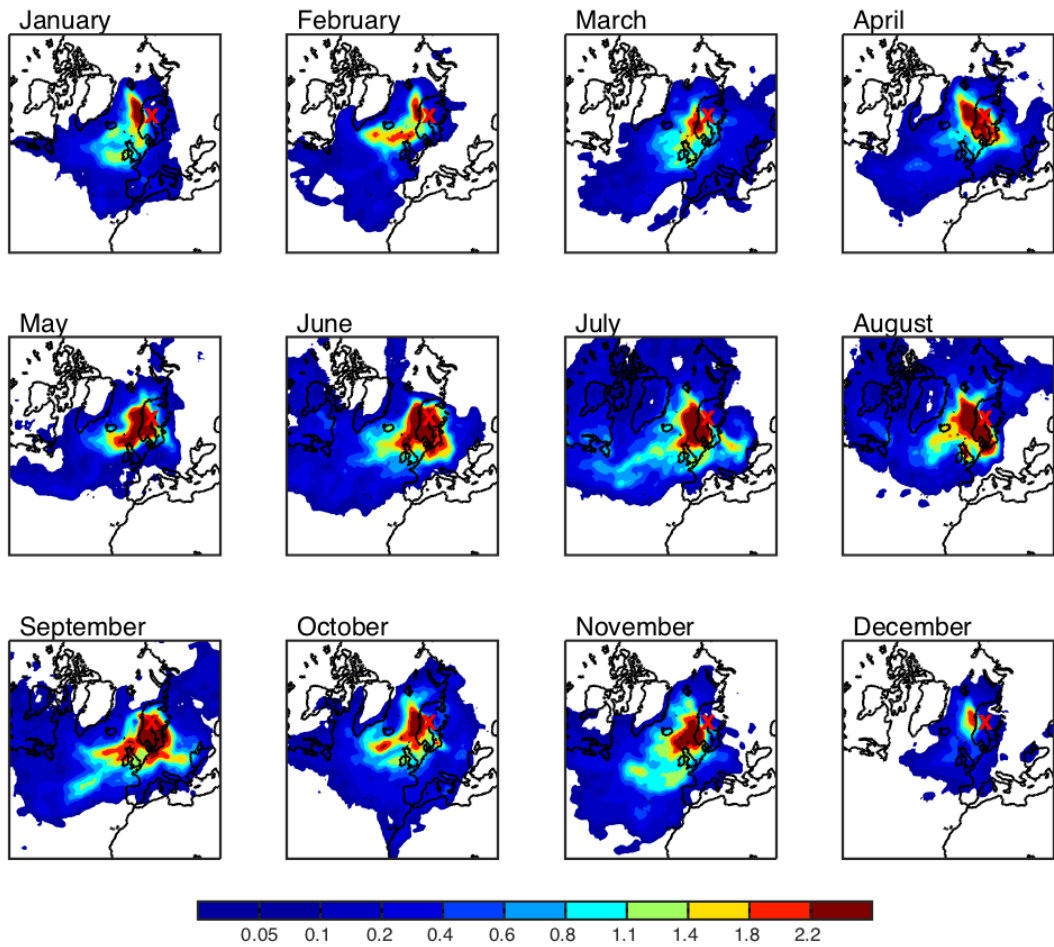 January February March April
May June July August
September October November December
0.05 0.1 0.2 0.4 0.6 0.8 1.1 1.4 1.8 2.2